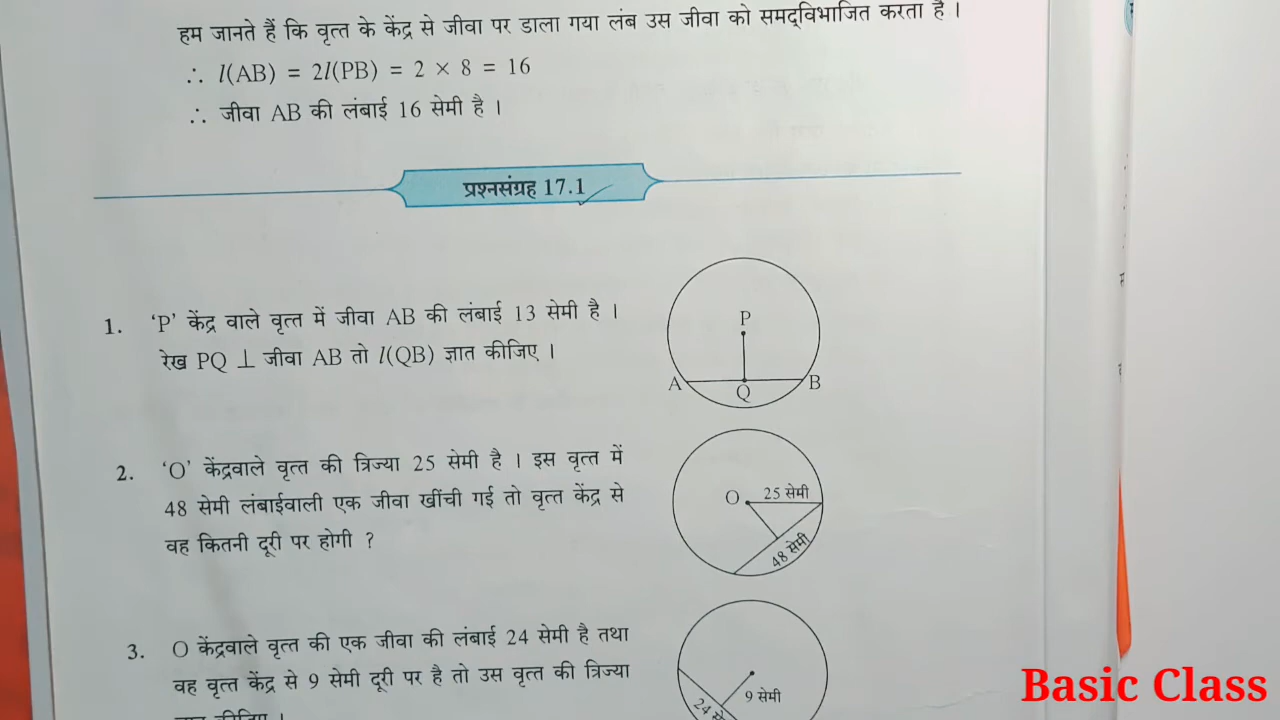 हम जानते हैं कि वृत्त के केंद्र से जीवा पर डाला गया लंब उस जीवा को समद्‌विभाजित करता है ।
∴ l(AB) = 2l(PB) = 2 × 8 = 16
∴ जीवा AB की लंबाई 16 सेमी है ।
प्रश्नसंग्रह 17.1
1. ‘P’ केंद्र वाले वृत्त में जीवा AB की लंबाई 13 सेमी है ।
रेख PQ ⊥ जीवा AB तो l(QB) ज्ञात कीजिए ।
P
A
Q
B
2. ‘O’ केंद्रवाले वृत्त की त्रिज्या 25 सेमी है । इस वृत्त में
48 सेमी लंबाईवाली एक जीवा खींची गई तो वृत्त केंद्र से
वह कितनी दूरी पर होगी ?
O
25 सेमी
48 सेमी
3. O केंद्रवाले वृत्त की एक जीवा की लंबाई 24 सेमी है तथा
वह वृत्त केंद्र से 9 सेमी दूरी पर है तो उस वृत्त की त्रिज्या
9 सेमी
24
Basic Class